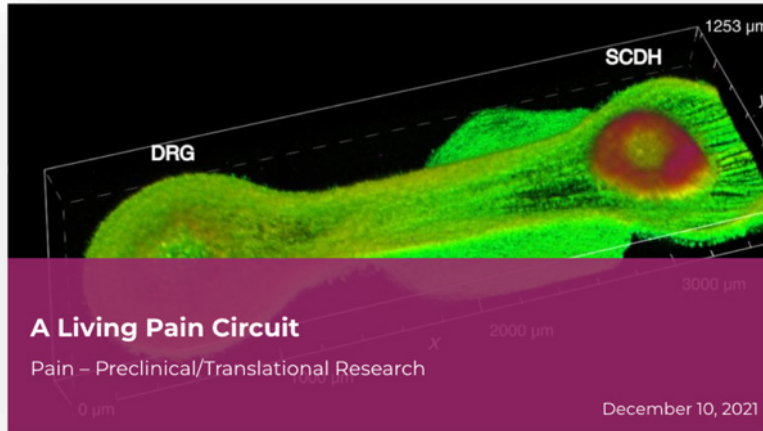 1253 µm
SCDH
y
DRG
3000 µm
A Living Pain Circuit
2000 µm
X
Pain – Preclinical/Translational Research
1000 µm
0 µm
December 10, 2021